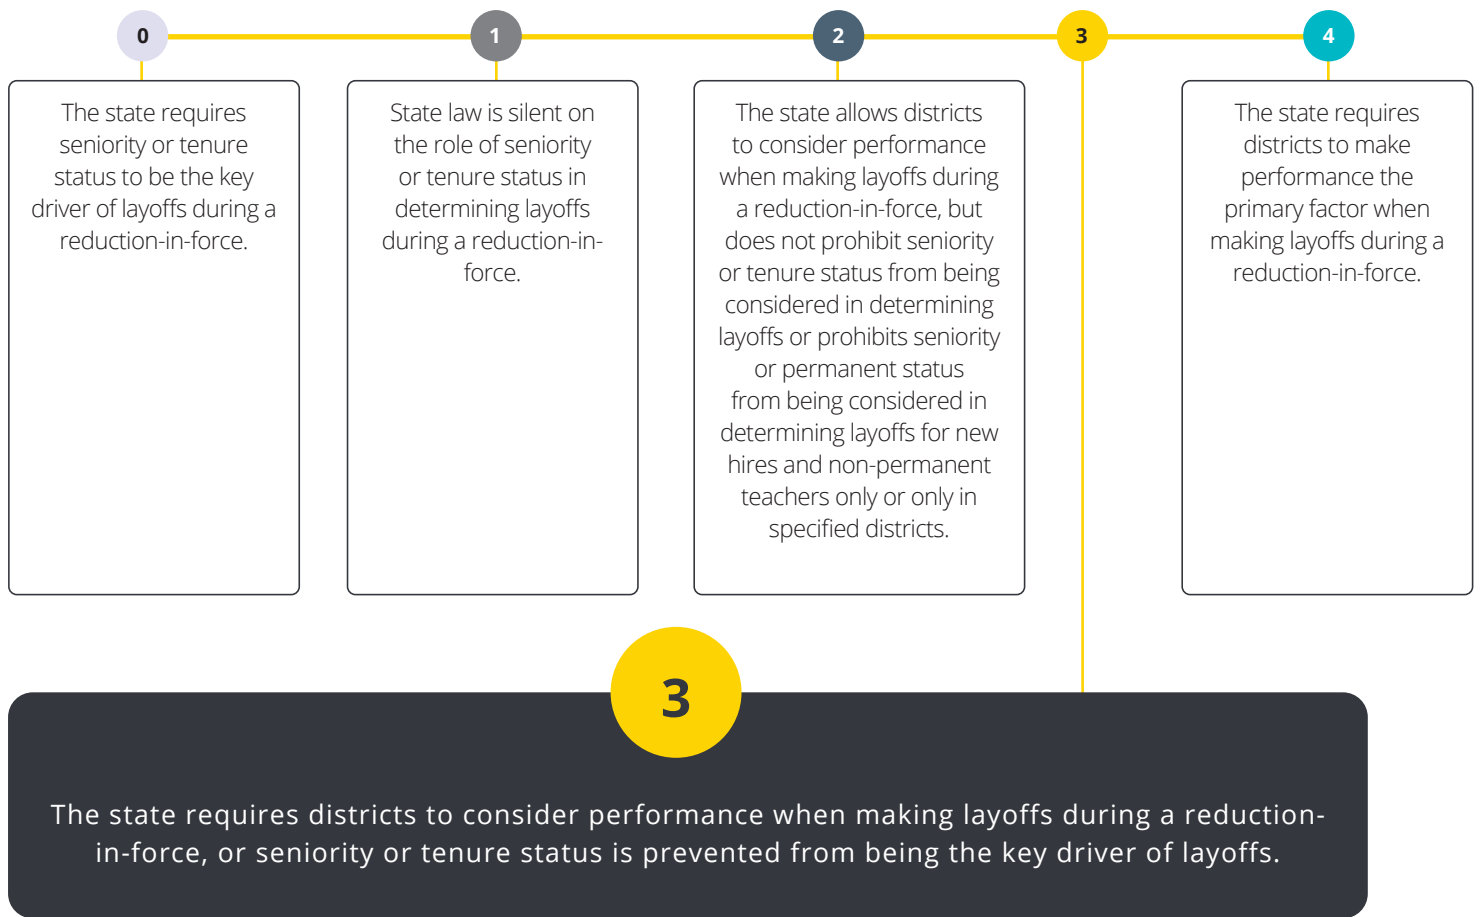 0
The state requires
seniority or tenure
status to be the key
driver of layoffs during a
reduction-in-force.
1
State law is silent on
the role of seniority
or tenure status in
determining layoffs
during a reduction-in-
force.
2
The state allows districts
to consider performance
when making layoffs during
a reduction-in-force, but
does not prohibit seniority
or tenure status from being
considered in determining
layoffs or prohibits seniority
or permanent status
from being considered in
determining layoffs for new
hires and non-permanent
teachers only or only in
specified districts.
3
4
The state requires
districts to make
performance the
primary factor when
making layoffs during a
reduction-in-force.
3
The state requires districts to consider performance when making layoffs during a reduction-
in-force, or seniority or tenure status is prevented from being the key driver of layoffs.